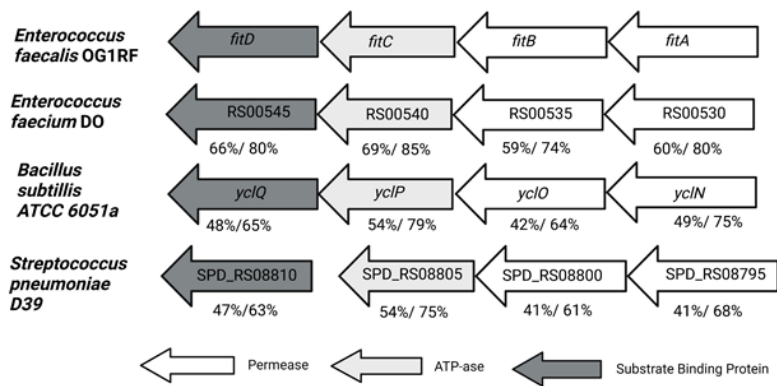 Enterococcus
faecalis OG1RF
fitD fitC fitB fitA
Enterococcus
faecium DO
RS00545 RS00540 RS00535 RS00530
66%/ 80% 69%/ 85% 59%/ 74% 60%/ 80%
Bacillus
subtillis
ATCC 6051a
yclQ yclP yclO yclN
48%/65% 54%/ 79% 42%/ 64% 49%/ 75%
Streptococcus
pneumoniae
D39
SPD_RS08810 SPD_RS08805 SPD_RS08800 SPD_RS08795
47%/63% 54%/ 75% 41%/ 61% 41%/ 68%
Permease ATP-ase Substrate Binding Protein